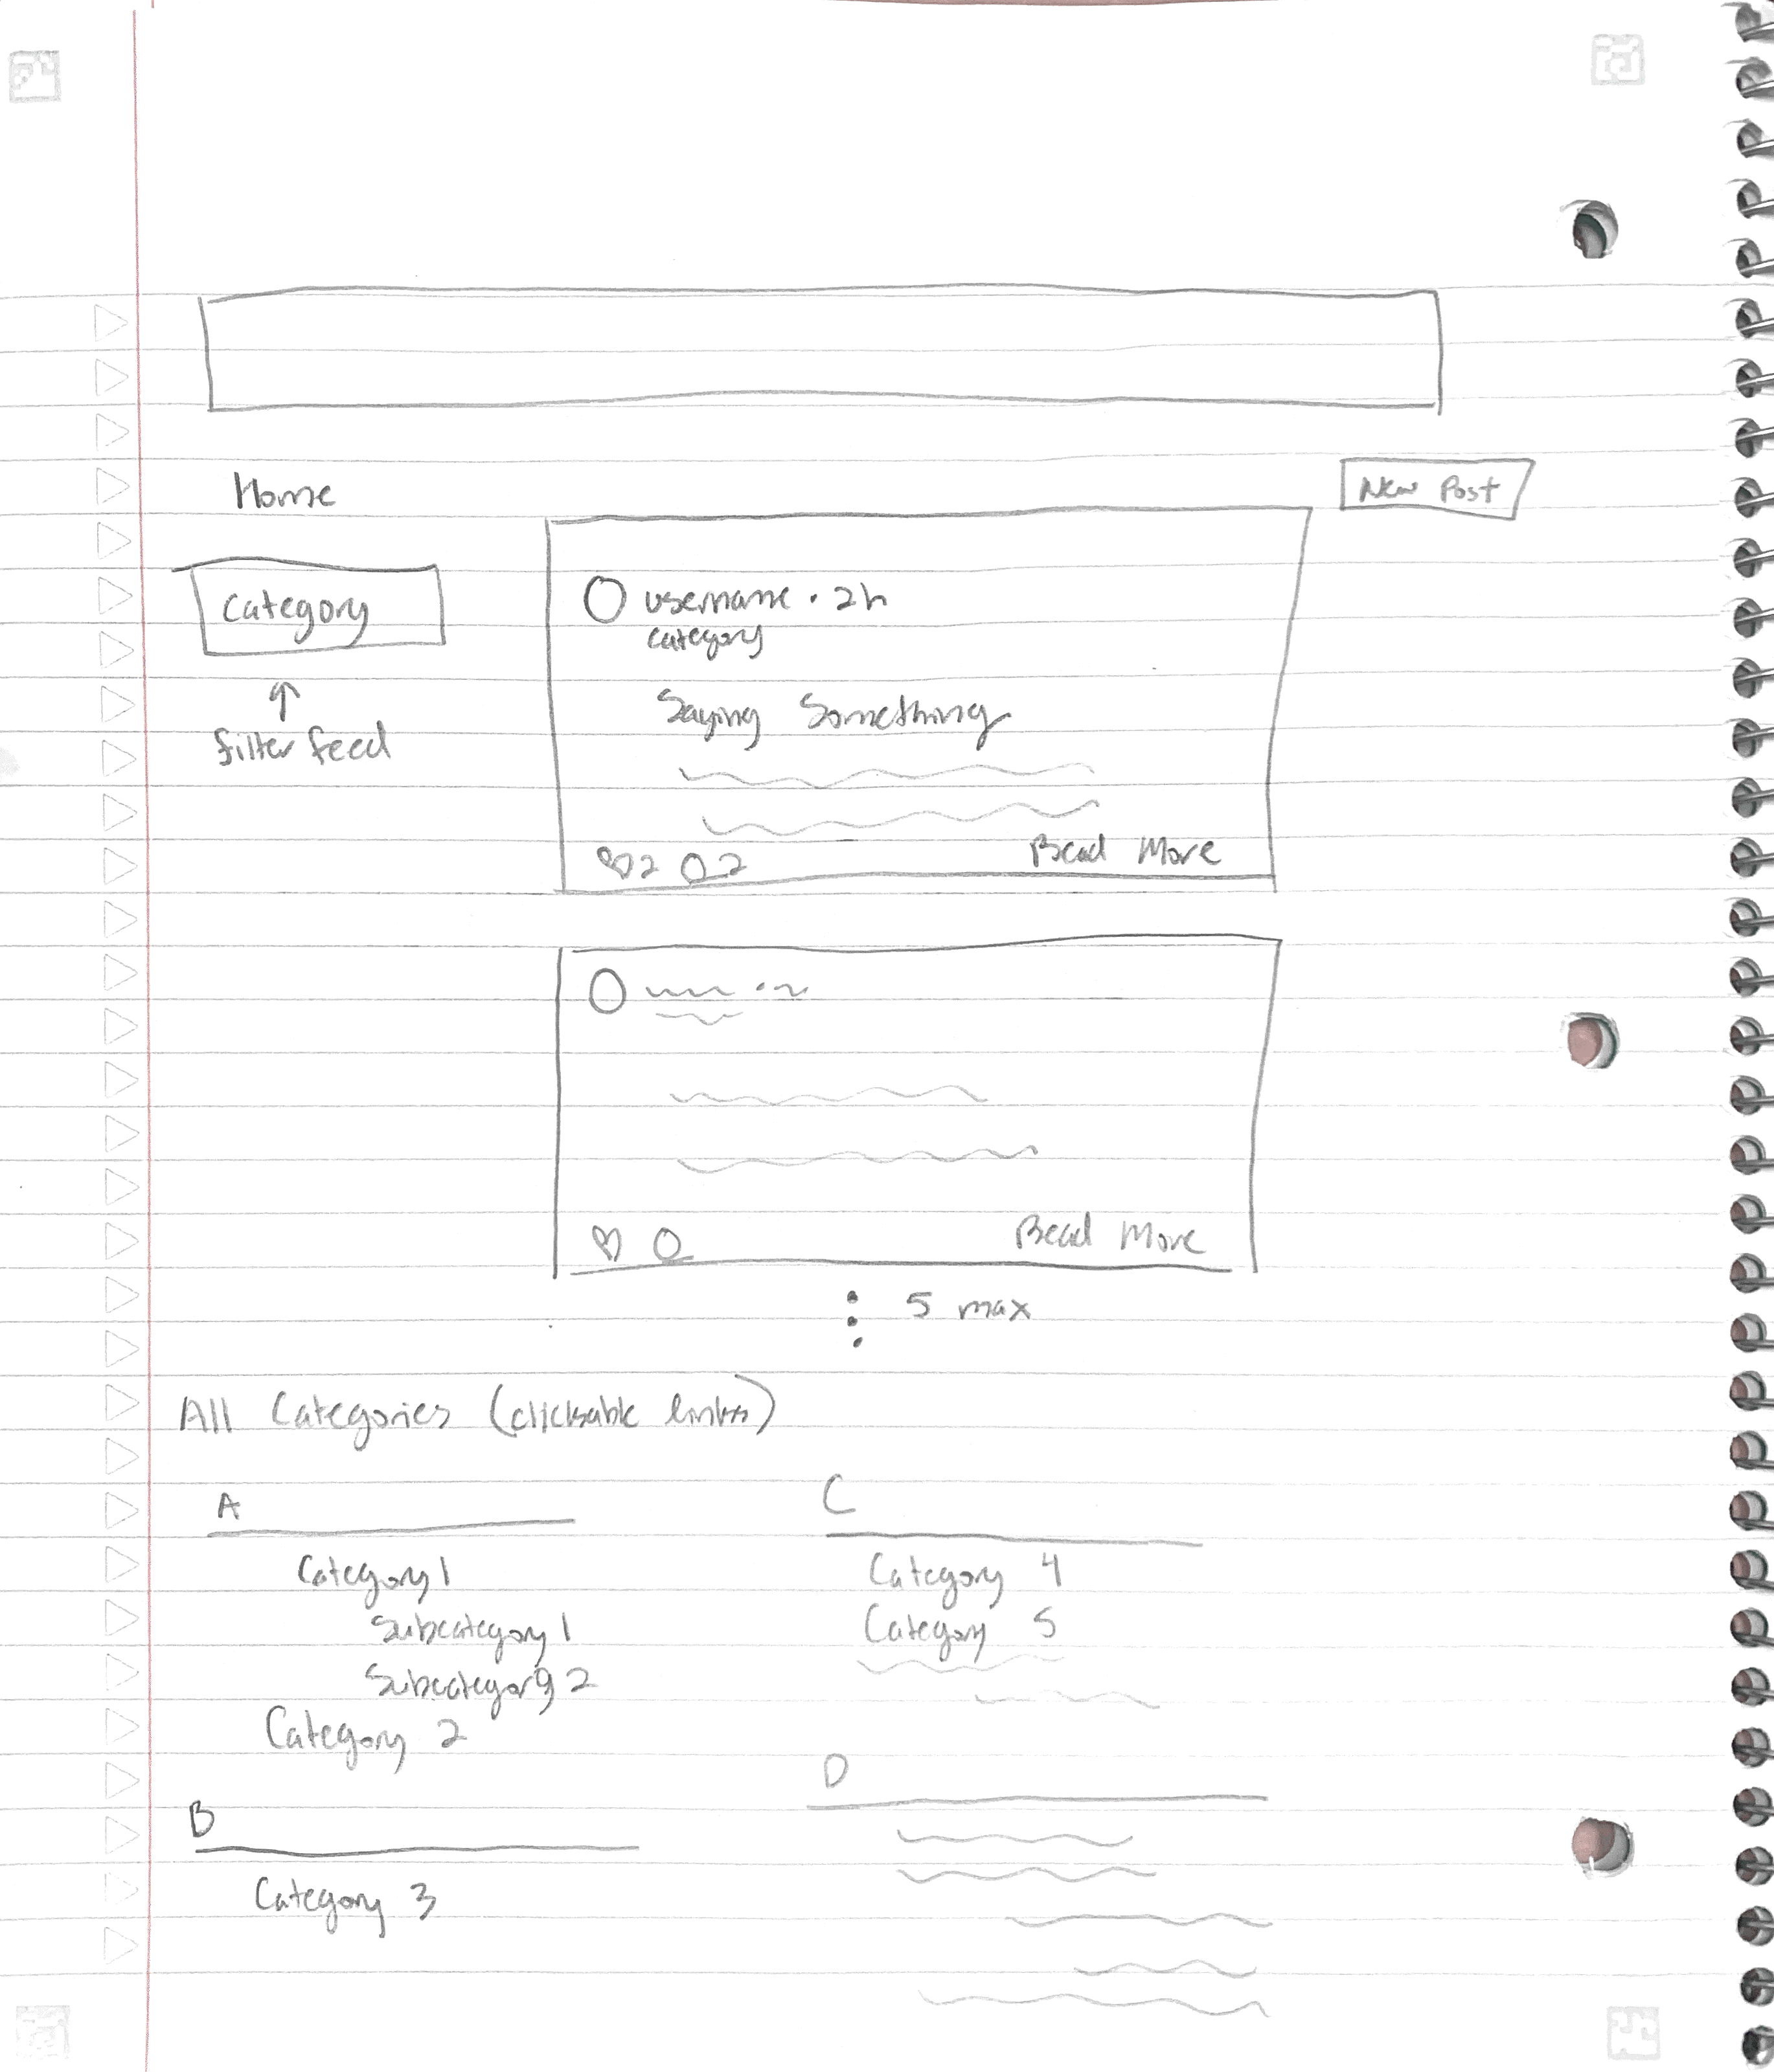 Home
New Post
Category
↑
filter feed
username · 2h
category
Saying Something
♡2 O2
Read More
Read More
5 max
All Categories (clickable links)
A
Category 1
Subcategory 1
Subcategory 2
Category 2
B
Category 3
C
Category 4
Category 5
D